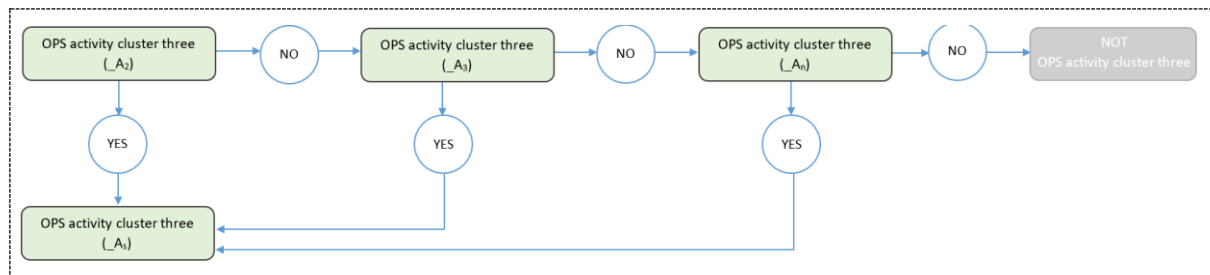 OPS activity cluster three
(_A₂)
NO
OPS activity cluster three
(_A₃)
NO
OPS activity cluster three
(_Aₙ)
NO
NOT
OPS activity cluster three
YES
YES
YES
OPS activity cluster three
(_Aₛ)